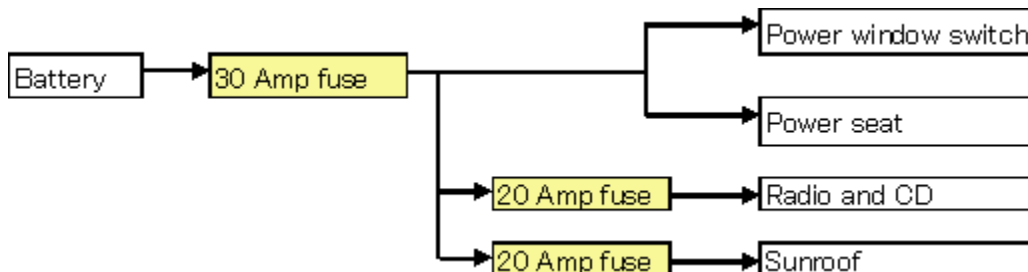 Power window switch
Battery
30 Amp fuse
Power seat
20 Amp fuse
Radio and CD
20 Amp fuse
Sunroof